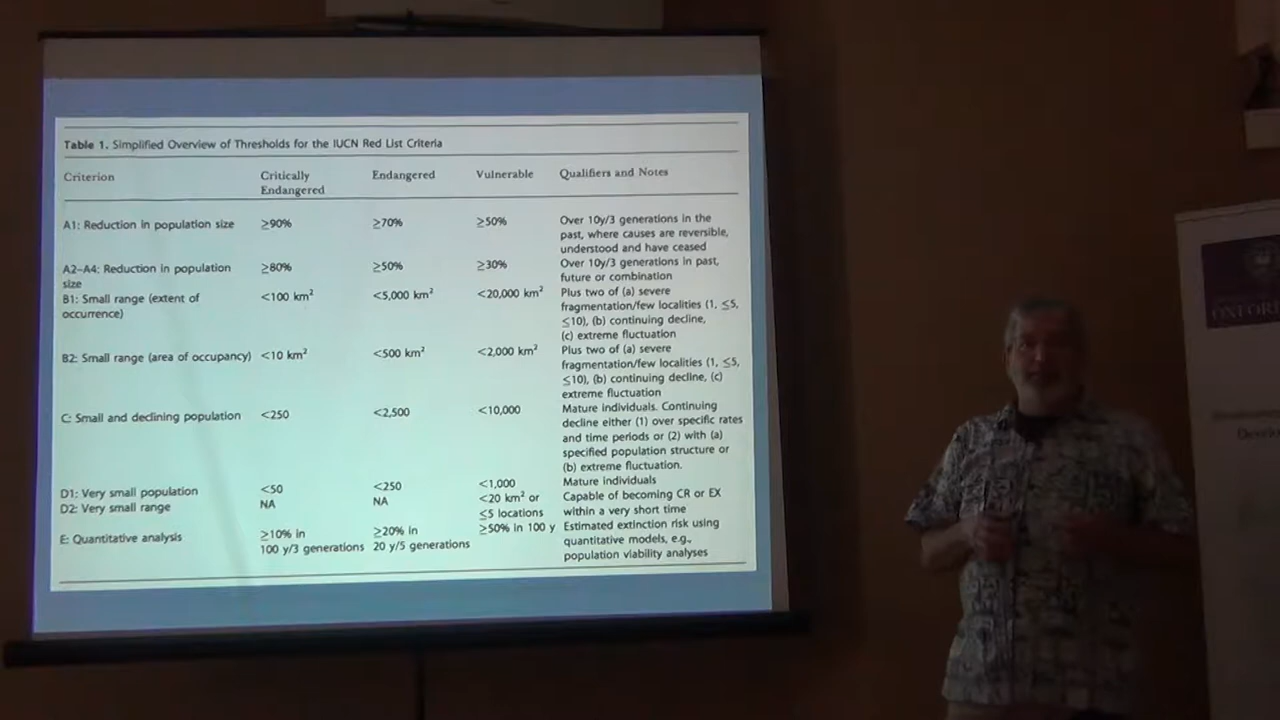 Table 1. Simplified Overview of Thresholds for the IUCN Red List Criteria
Criterion Critically Endangered Endangered Vulnerable Qualifiers and Notes
A1: Reduction in population size ≥90% ≥70% ≥50% Over 10y/3 generations in the
past, where causes are reversible,
understood and have ceased
A2–A4: Reduction in population size ≥80% ≥50% ≥30% Over 10y/3 generations in past,
future or combination
B1: Small range (extent of occurrence) <100 km² <5,000 km² <20,000 km² Plus two of (a) severe
fragmentation/few localities (1, ≤5,
≤10), (b) continuing decline,
(c) extreme fluctuation
B2: Small range (area of occupancy) <10 km² <500 km² <2,000 km² Plus two of (a) severe
fragmentation/few localities (1, ≤5,
≤10), (b) continuing decline, (c)
extreme fluctuation
C: Small and declining population <250 <2,500 <10,000 Mature individuals. Continuing
decline either (1) over specific rates
and time periods or (2) with (a)
specified population structure or
(b) extreme fluctuation.
D1: Very small population <50 <250 <1,000 Mature individuals
D2: Very small range NA NA <20 km² or ≤5 locations Capable of becoming CR or EX
within a very short time
E: Quantitative analysis ≥10% in 100 y/3 generations ≥20% in 20 y/5 generations ≥50% in 100 y Estimated extinction risk using
quantitative models, e.g.,
population viability analyses
OXFOR